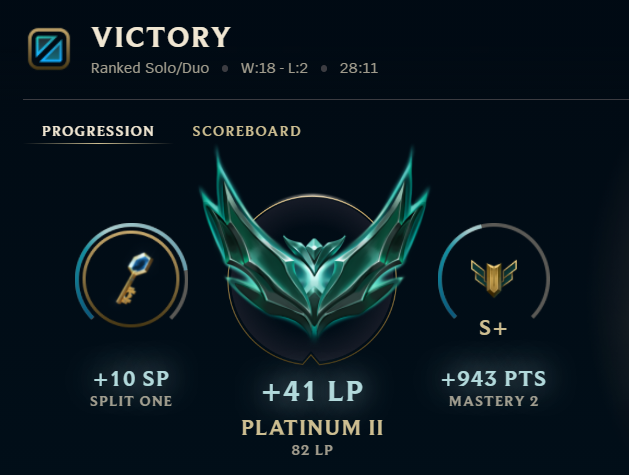 VICTORY
Ranked Solo/Duo • W:18 - L:2 • 28:11
PROGRESSION SCOREBOARD
S+
+10 SP
SPLIT ONE
+41 LP
PLATINUM II
82 LP
+943 PTS
MASTERY 2